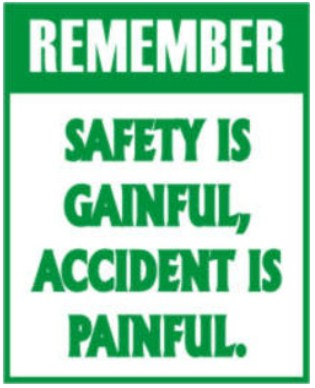 REMEMBER
SAFETY IS
GAINFUL,
ACCIDENT IS
PAINFUL.